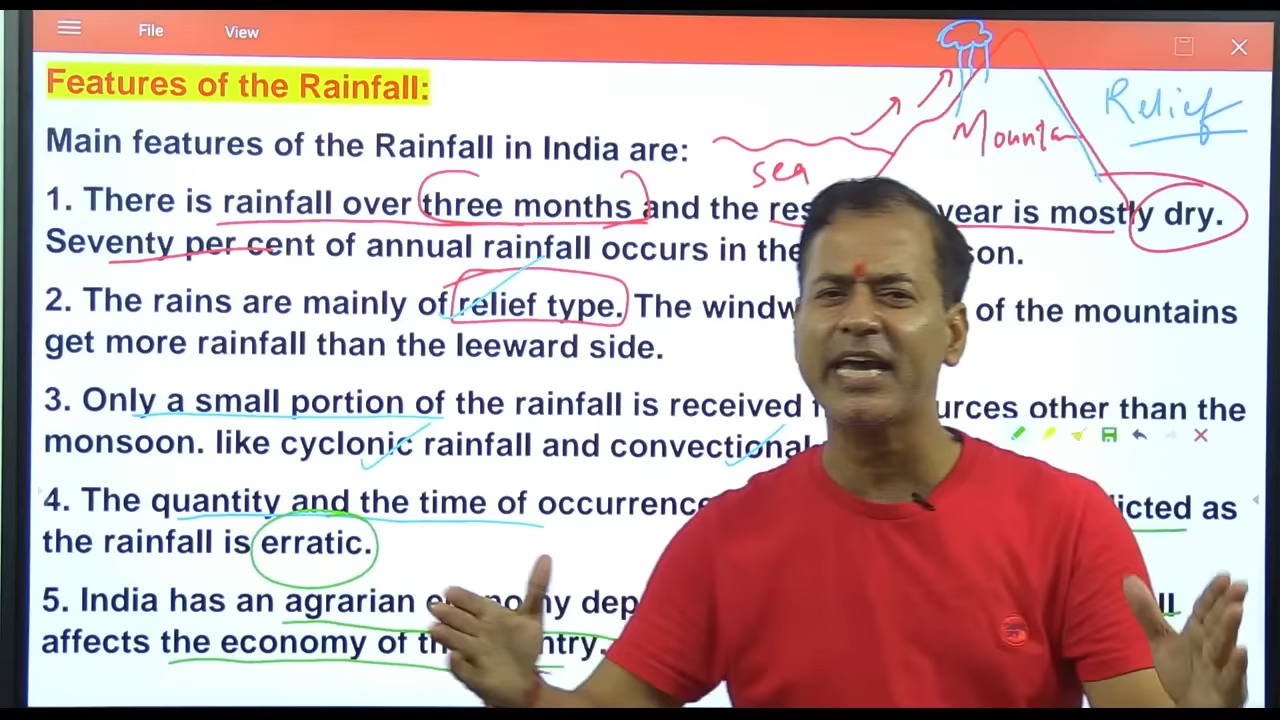 File View
Features of the Rainfall:
Relief
Main features of the Rainfall in India are:
Mounta
sea
1. There is rainfall over three months and the res year is mostly dry.
Seventy per cent of annual rainfall occurs in the son.
2. The rains are mainly of relief type. The windw of the mountains
get more rainfall than the leeward side.
3. Only a small portion of the rainfall is received urces other than the
monsoon. like cyclonic rainfall and convectional
4. The quantity and the time of occurrence icted as
the rainfall is erratic.
5. India has an agrarian economy dep ll
affects the economy of th ntry.